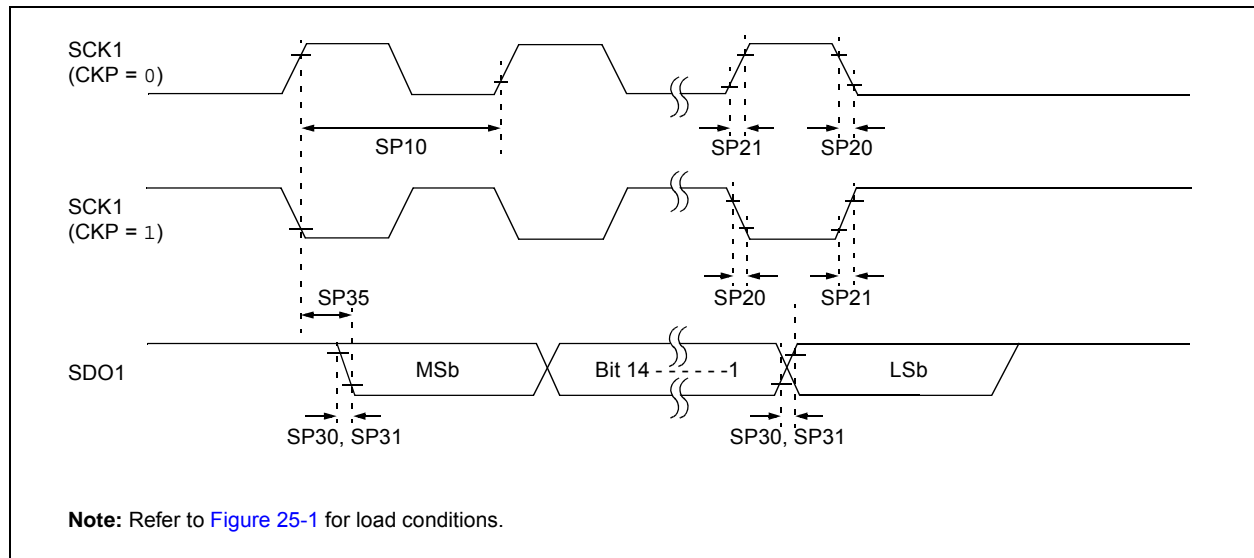 SCK1
(CKP = 0)
SP10
SP21
SP20
SCK1
(CKP = 1)
SP35
SP20
SP21
SDO1
MSb
Bit 14 - - - - - -1
LSb
SP30, SP31
SP30, SP31
Note: Refer to Figure 25-1 for load conditions.